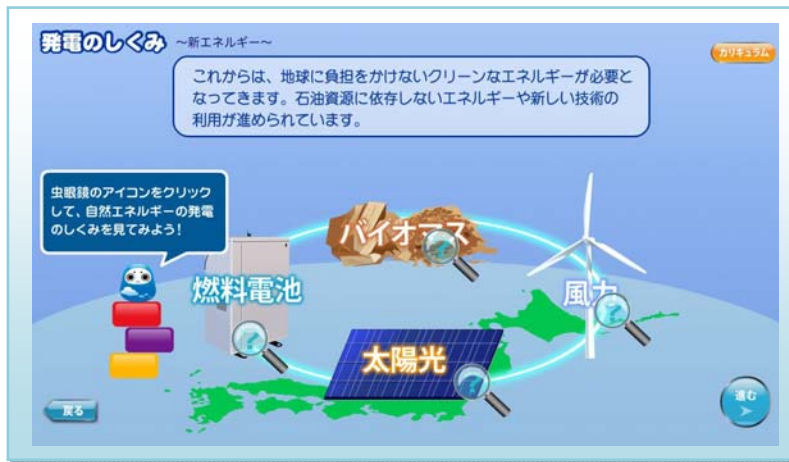 発電のしくみ ～新エネルギー～
カリキュラム
これからは、地球に負担をかけないクリーンなエネルギーが必要と
なってきます。石油資源に依存しないエネルギーや新しい技術の
利用が進められています。
虫眼鏡のアイコンをクリック
して、自然エネルギーの発電
のしくみを見てみよう!
バイオマス
燃料電池
風力
太陽光
?
?
?
?
戻る
進む